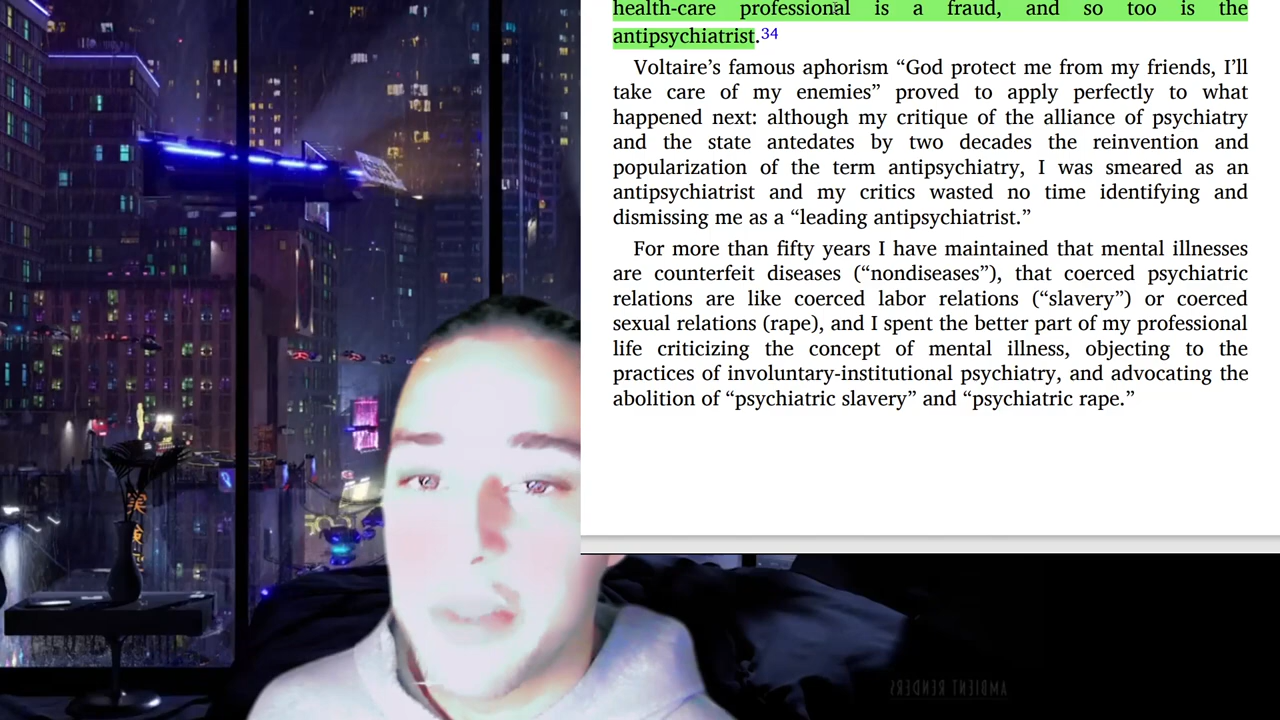 health-care professional is a fraud, and so too is the
antipsychiatrist.34
Voltaire’s famous aphorism “God protect me from my friends, I’ll
take care of my enemies” proved to apply perfectly to what
happened next: although my critique of the alliance of psychiatry
and the state antedates by two decades the reinvention and
popularization of the term antipsychiatry, I was smeared as an
antipsychiatrist and my critics wasted no time identifying and
dismissing me as a “leading antipsychiatrist.”
For more than fifty years I have maintained that mental illnesses
are counterfeit diseases (“nondiseases”), that coerced psychiatric
relations are like coerced labor relations (“slavery”) or coerced
sexual relations (rape), and I spent the better part of my professional
life criticizing the concept of mental illness, objecting to the
practices of involuntary-institutional psychiatry, and advocating the
abolition of “psychiatric slavery” and “psychiatric rape.”
AMBIENT RENDERS